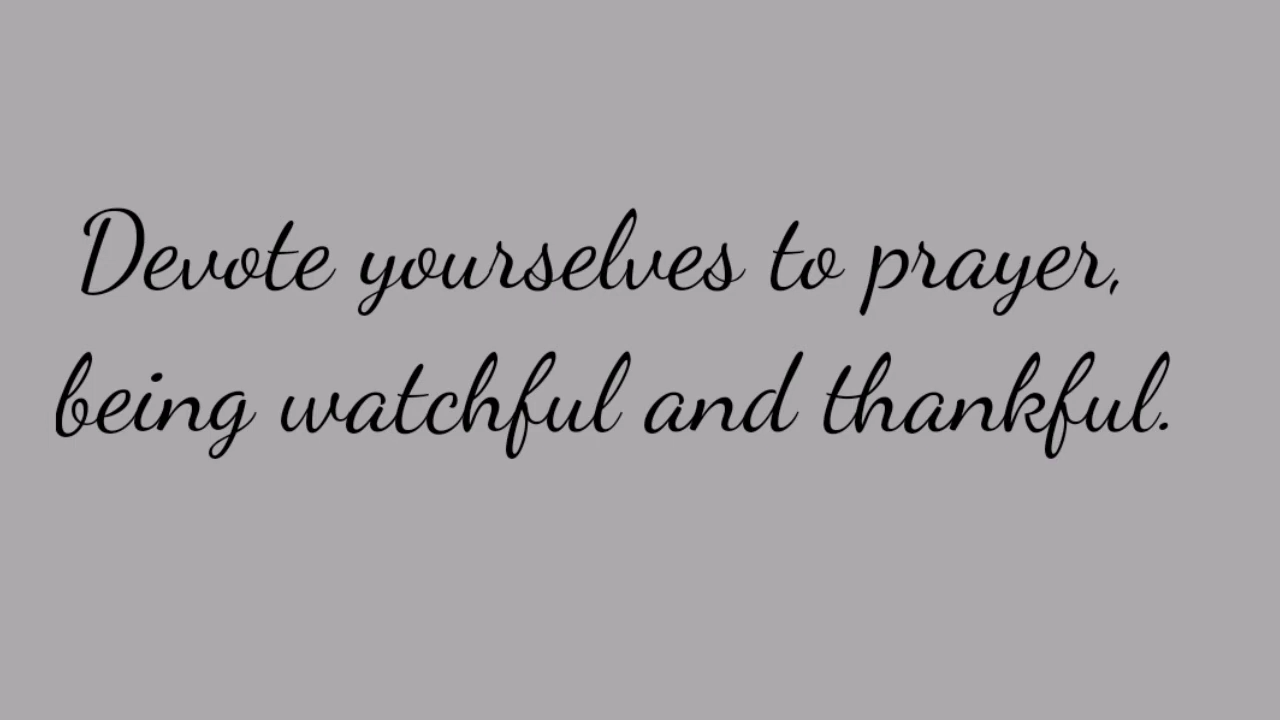 Devote yourselves to prayer,
being watchful and thankful.